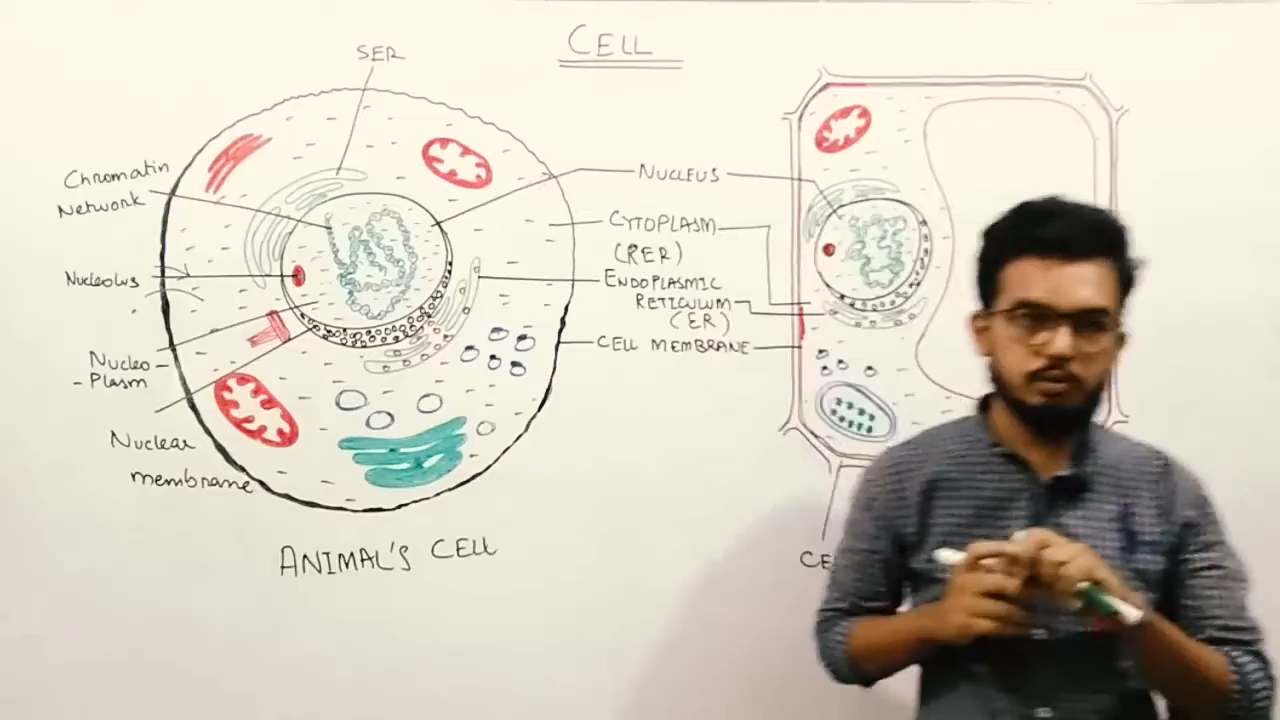 CELL
SER
Chromatin
Network
NUCLEUS
CYTOPLASM
(RER)
Nucleolus
ENDOPLASMIC
RETICULUM
(ER)
CELL MEMBRANE
Nucleo-
-Plasm
Nuclear
membrane
ANIMAL'S CELL